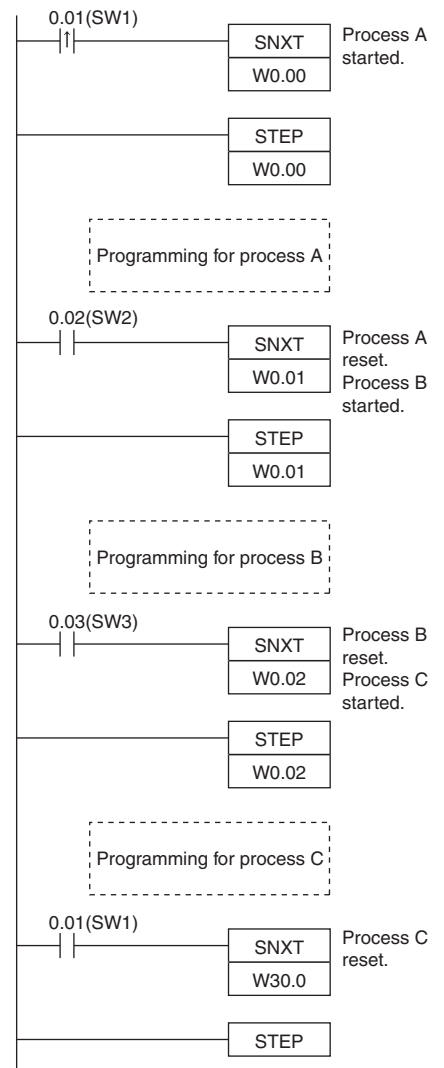 0.01(SW1)
SNXT
W0.00
Process A
started.
STEP
W0.00
Programming for process A
0.02(SW2)
SNXT
W0.01
Process A
reset.
Process B
started.
STEP
W0.01
Programming for process B
0.03(SW3)
SNXT
W0.02
Process B
reset.
Process C
started.
STEP
W0.02
Programming for process C
0.01(SW1)
SNXT
W30.0
Process C
reset.
STEP